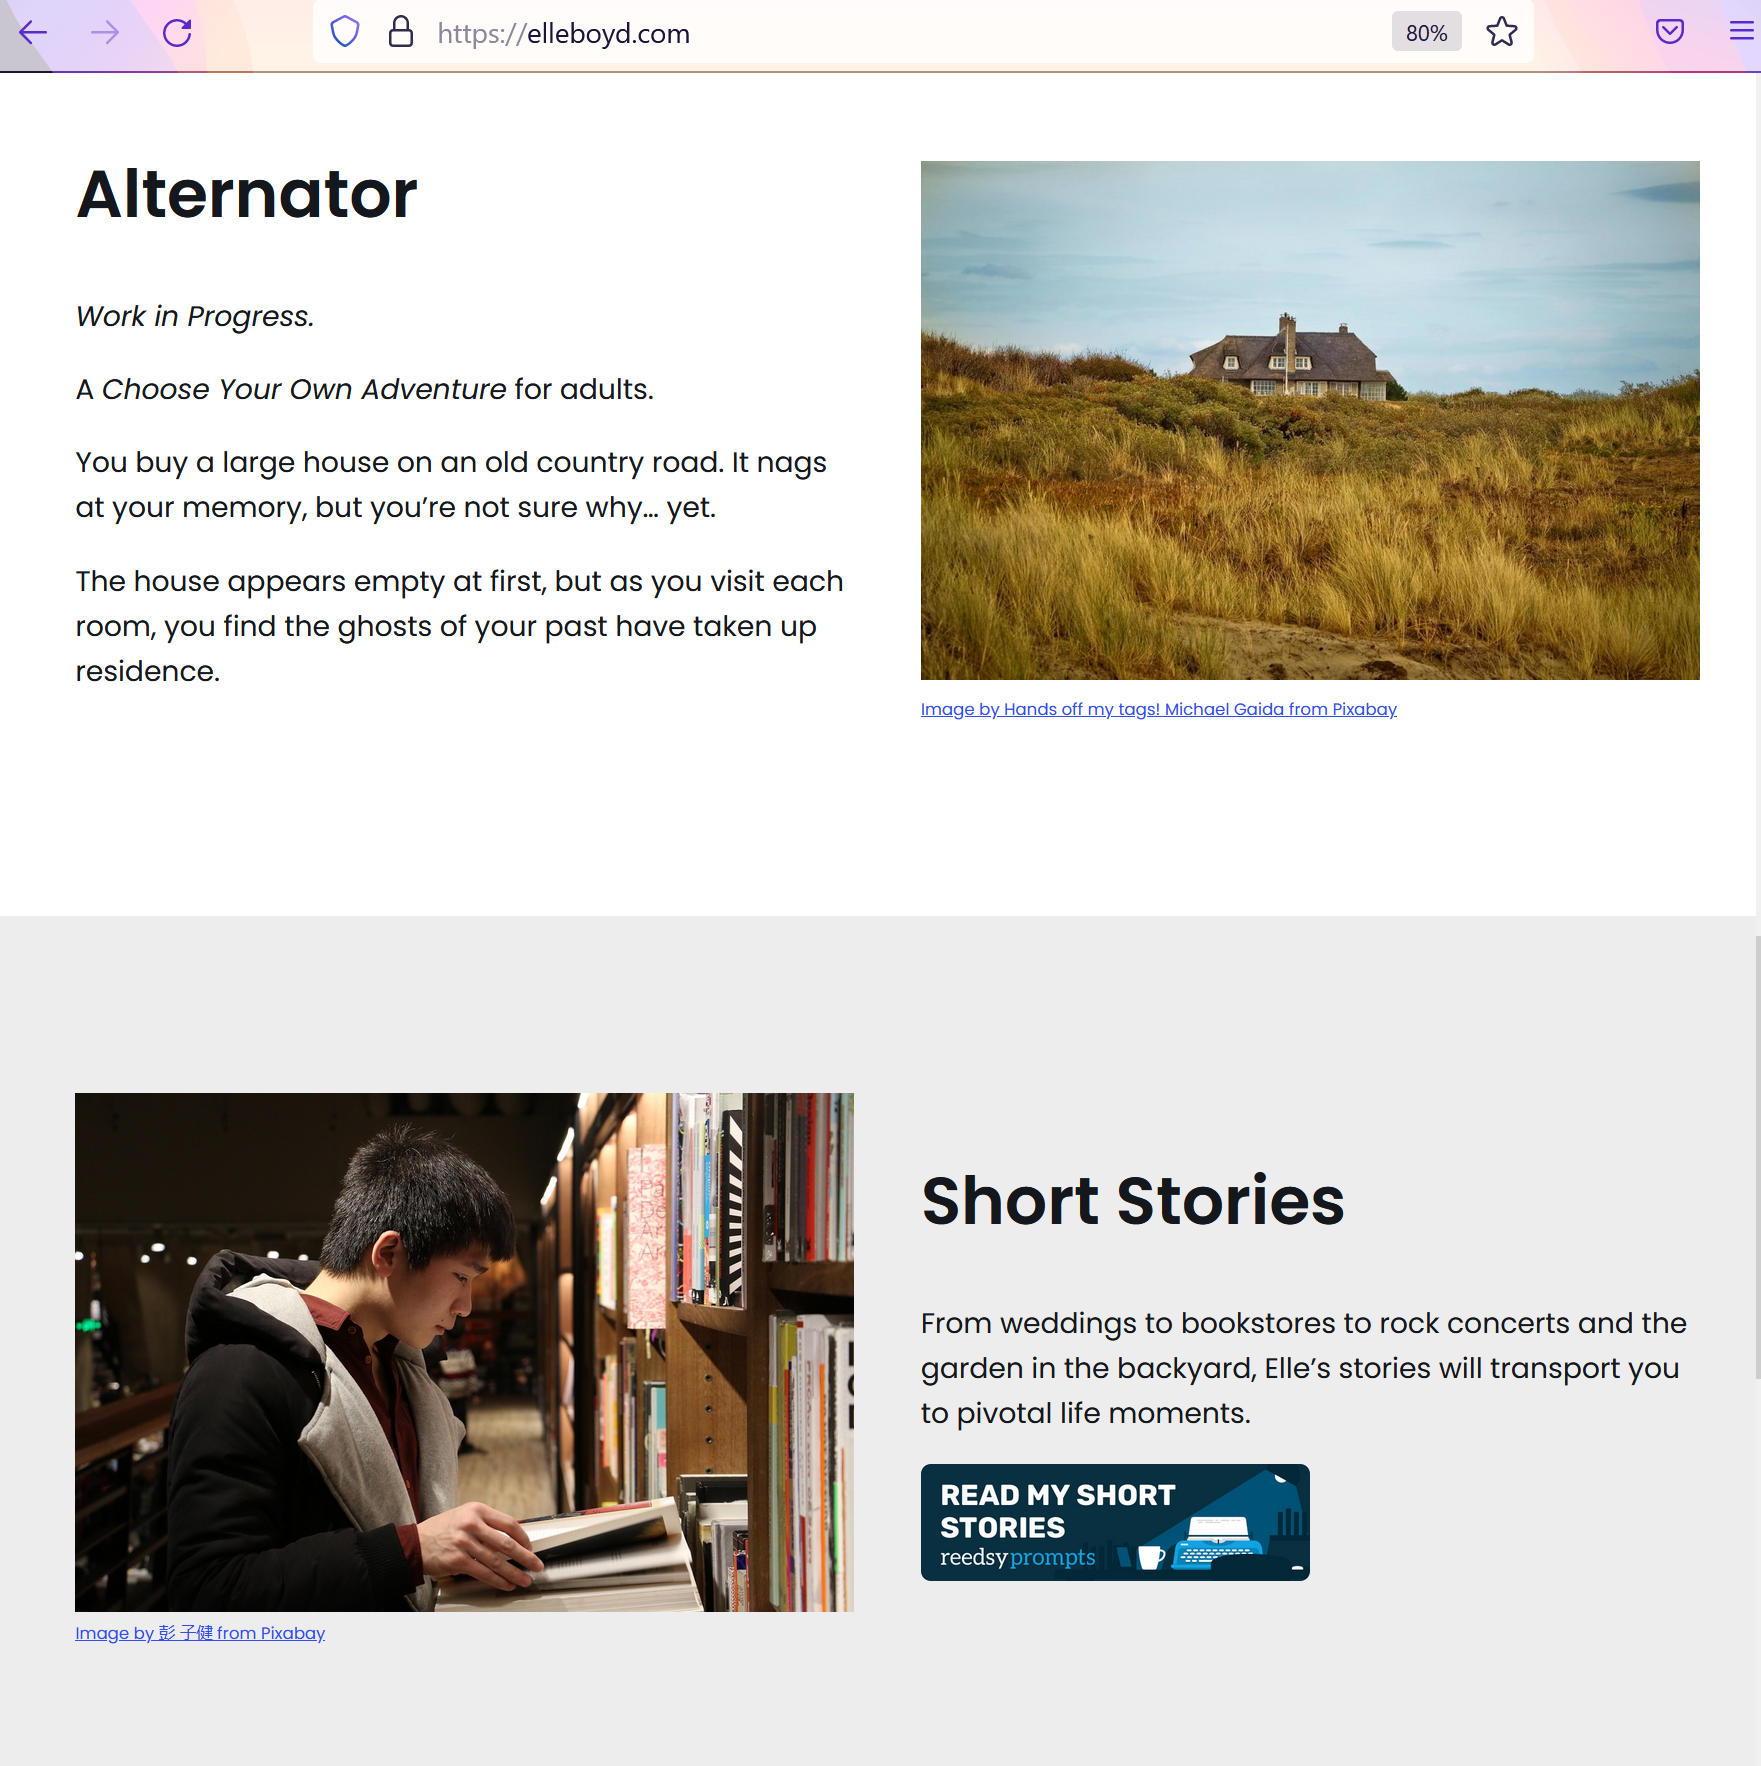 https://elleboyd.com
80%
Alternator
Work in Progress.
A Choose Your Own Adventure for adults.
You buy a large house on an old country road. It nags
at your memory, but you’re not sure why… yet.
The house appears empty at first, but as you visit each
room, you find the ghosts of your past have taken up
residence.
Image by Hands off my tags! Michael Gaida from Pixabay
Short Stories
From weddings to bookstores to rock concerts and the
garden in the backyard, Elle’s stories will transport you
to pivotal life moments.
READ MY SHORT
STORIES
reedsyprompts
Image by 彭 子健 from Pixabay